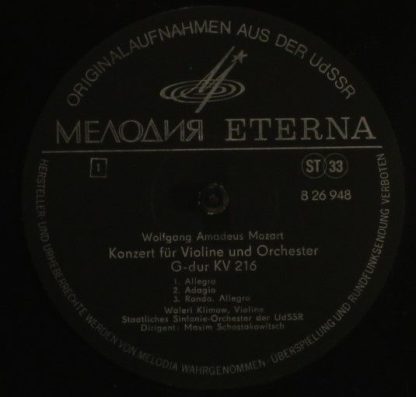 ORIGINALAUFNAHMEN AUS DER UdSSR
МЕЛОДИЯ ETERNA
1
ST 33
8 26 948
Wolfgang Amadeus Mozart
Konzert für Violine und Orchester
G-dur KV 216
1. Allegro
2. Adagio
3. Rondo. Allegro
Waleri Klimow, Violine
Staatliches Sinfonie-Orchester der UdSSR
Dirigent: Maxim Schostakowitsch
HERSTELLER- UND URHEBERRECHTE WERDEN VON MELODIA WAHRGENOMMEN. ÜBERSPIELUNG UND RUNDFUNKSENDUNG VERBOTEN